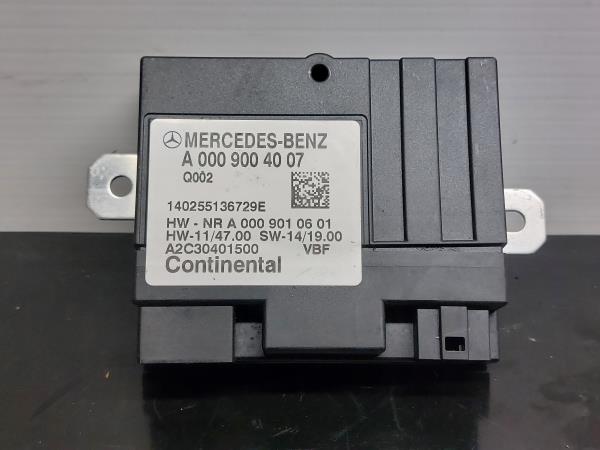 MERCEDES-BENZ
A 000 900 40 07
Q002
140255136729E
HW - NR A 000 901 06 01
HW-11/47.00 SW-14/19.00
A2C30401500 VBF
Continental